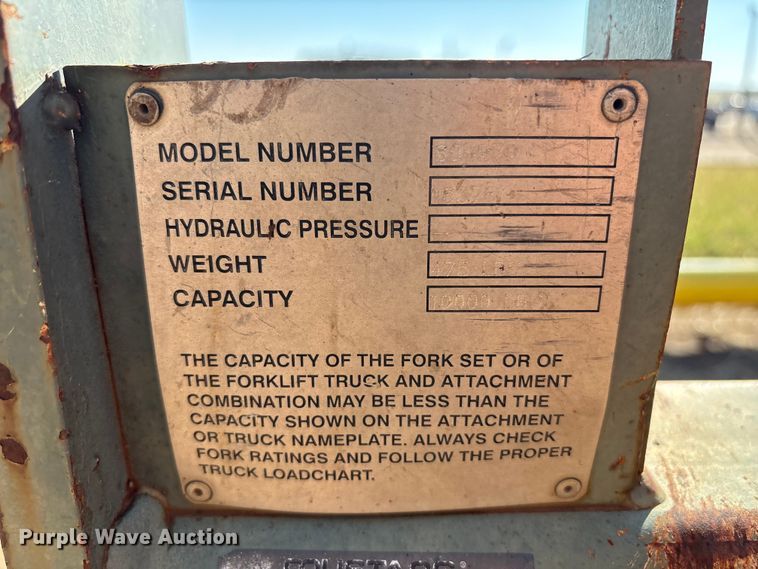 MODEL NUMBER
SERIAL NUMBER
HYDRAULIC PRESSURE
WEIGHT
CAPACITY 10000
THE CAPACITY OF THE FORK SET OR OF
THE FORKLIFT TRUCK AND ATTACHMENT
COMBINATION MAY BE LESS THAN THE
CAPACITY SHOWN ON THE ATTACHMENT
OR TRUCK NAMEPLATE. ALWAYS CHECK
FORK RATINGS AND FOLLOW THE PROPER
TRUCK LOADCHART.
Purple Wave Auction